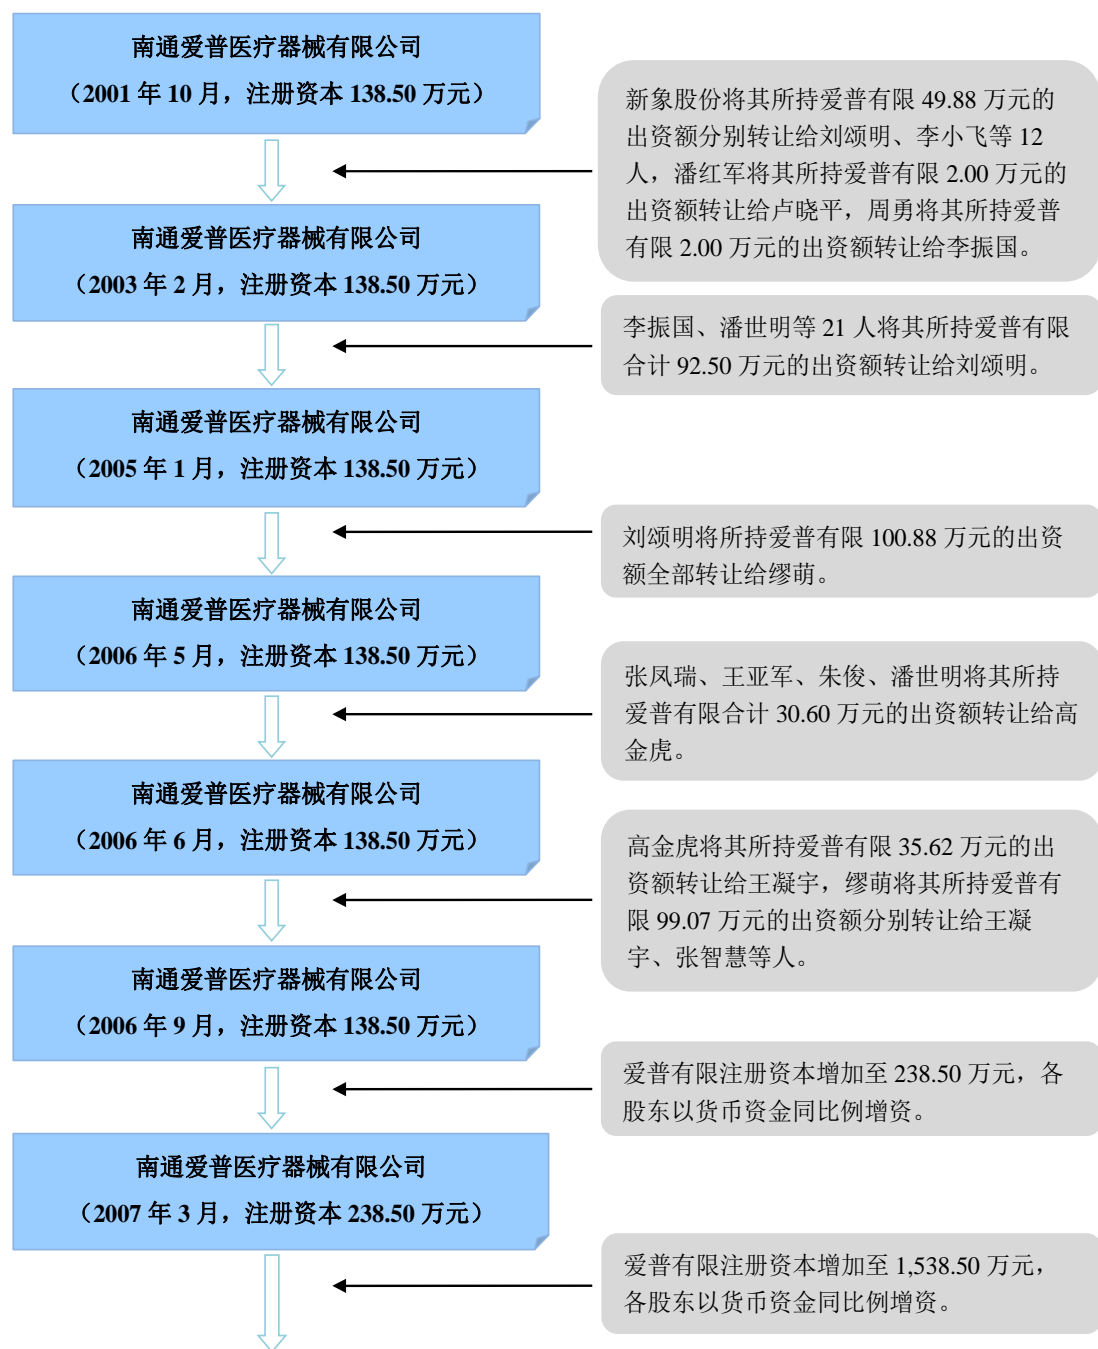 南通爱普医疗器械有限公司
（2001 年 10 月，注册资本 138.50 万元）
新象股份将其所持爱普有限 49.88 万元的
出资额分别转让给刘颂明、李小飞等 12
人，潘红军将其所持爱普有限 2.00 万元的
出资额转让给卢晓平，周勇将其所持爱普
有限 2.00 万元的出资额转让给李振国。
南通爱普医疗器械有限公司
（2003 年 2 月，注册资本 138.50 万元）
李振国、潘世明等 21 人将其所持爱普有限
合计 92.50 万元的出资额转让给刘颂明。
南通爱普医疗器械有限公司
（2005 年 1 月，注册资本 138.50 万元）
刘颂明将所持爱普有限 100.88 万元的出资
额全部转让给缪萌。
南通爱普医疗器械有限公司
（2006 年 5 月，注册资本 138.50 万元）
张凤瑞、王亚军、朱俊、潘世明将其所持
爱普有限合计 30.60 万元的出资额转让给高
金虎。
南通爱普医疗器械有限公司
（2006 年 6 月，注册资本 138.50 万元）
高金虎将其所持爱普有限 35.62 万元的出
资额转让给王凝宇，缪萌将其所持爱普有
限 99.07 万元的出资额分别转让给王凝
宇、张智慧等人。
南通爱普医疗器械有限公司
（2006 年 9 月，注册资本 138.50 万元）
爱普有限注册资本增加至 238.50 万元，各
股东以货币资金同比例增资。
南通爱普医疗器械有限公司
（2007 年 3 月，注册资本 238.50 万元）
爱普有限注册资本增加至 1,538.50 万元，
各股东以货币资金同比例增资。